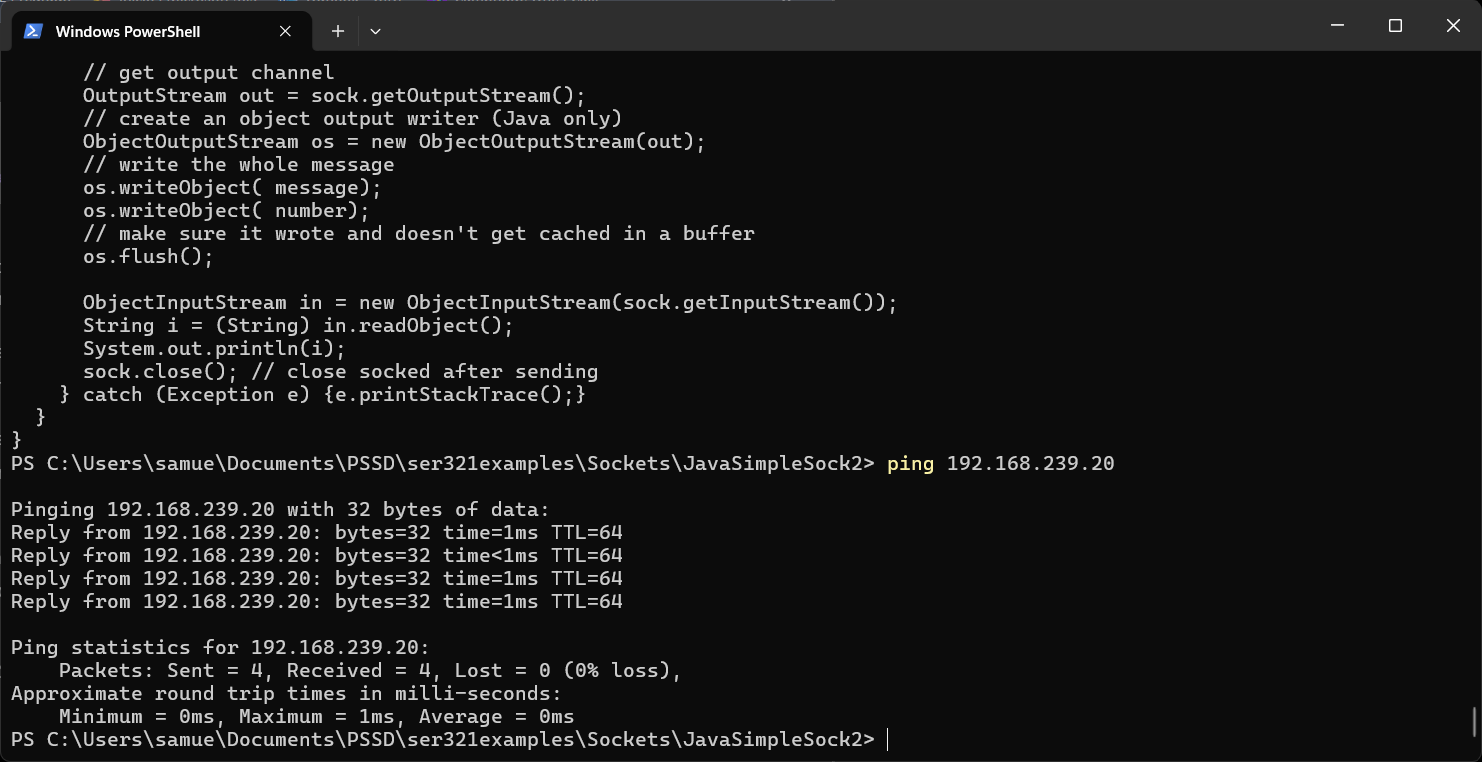 Windows PowerShell
// get output channel
OutputStream out = sock.getOutputStream();
// create an object output writer (Java only)
ObjectOutputStream os = new ObjectOutputStream(out);
// write the whole message
os.writeObject( message);
os.writeObject( number);
// make sure it wrote and doesn't get cached in a buffer
os.flush();
ObjectInputStream in = new ObjectInputStream(sock.getInputStream());
String i = (String) in.readObject();
System.out.println(i);
sock.close(); // close socked after sending
} catch (Exception e) {e.printStackTrace();}
}
}
PS C:\Users\samue\Documents\PSSD\ser321examples\Sockets\JavaSimpleSock2> ping 192.168.239.20
Pinging 192.168.239.20 with 32 bytes of data:
Reply from 192.168.239.20: bytes=32 time=1ms TTL=64
Reply from 192.168.239.20: bytes=32 time<1ms TTL=64
Reply from 192.168.239.20: bytes=32 time=1ms TTL=64
Reply from 192.168.239.20: bytes=32 time=1ms TTL=64
Ping statistics for 192.168.239.20:
Packets: Sent = 4, Received = 4, Lost = 0 (0% loss),
Approximate round trip times in milli-seconds:
Minimum = 0ms, Maximum = 1ms, Average = 0ms
PS C:\Users\samue\Documents\PSSD\ser321examples\Sockets\JavaSimpleSock2>